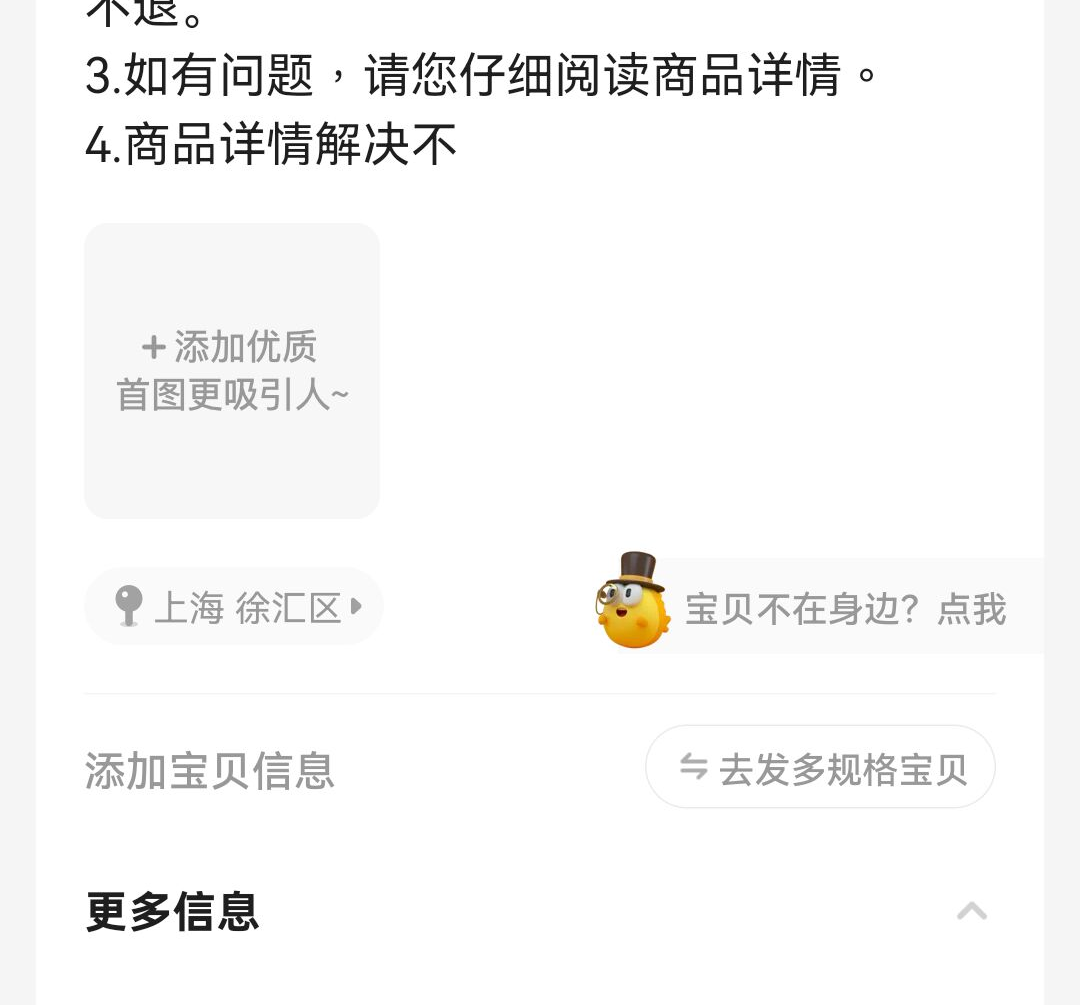 不退。
3.如有问题，请您仔细阅读商品详情。
4.商品详情解决不
+添加优质
首图更吸引人~
上海 徐汇区
宝贝不在身边？点我
添加宝贝信息
去发多规格宝贝
更多信息